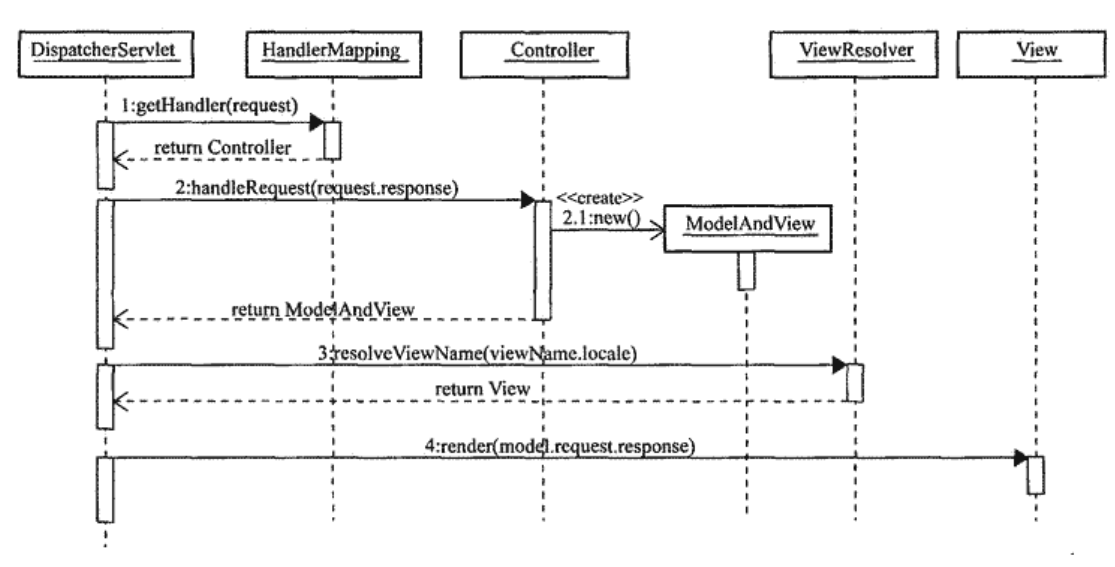 DispatcherServlet
HandlerMapping
Controller
ViewResolver
View
1:getHandler(request)
return Controller
2:handleRequest(request.response)
<<create>>
2.1:new()
ModelAndView
return ModelAndView
3:resolveViewName(viewName.locale)
return View
4:render(model.request.response)